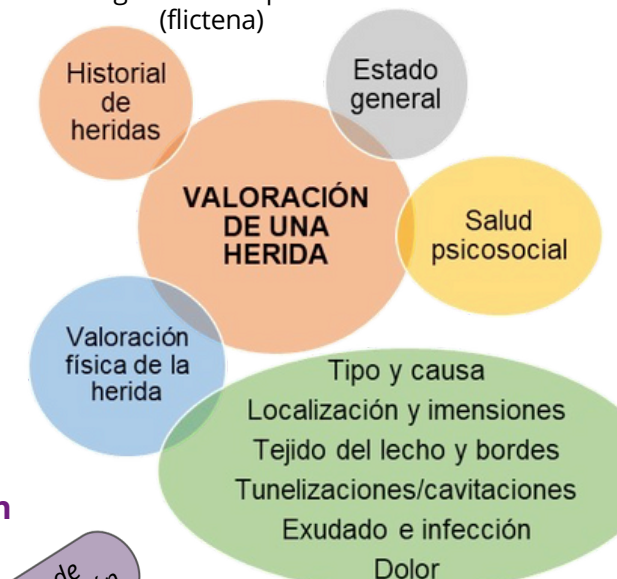 (flictena)
Historial
de
heridas
Estado
general
VALORACIÓN
DE UNA
HERIDA
Salud
psicosocial
Valoración
física de la
herida
Tipo y causa
Localización y imensiones
Tejido del lecho y bordes
Tunelizaciones/cavitaciones
Exudado e infección
Dolor
de